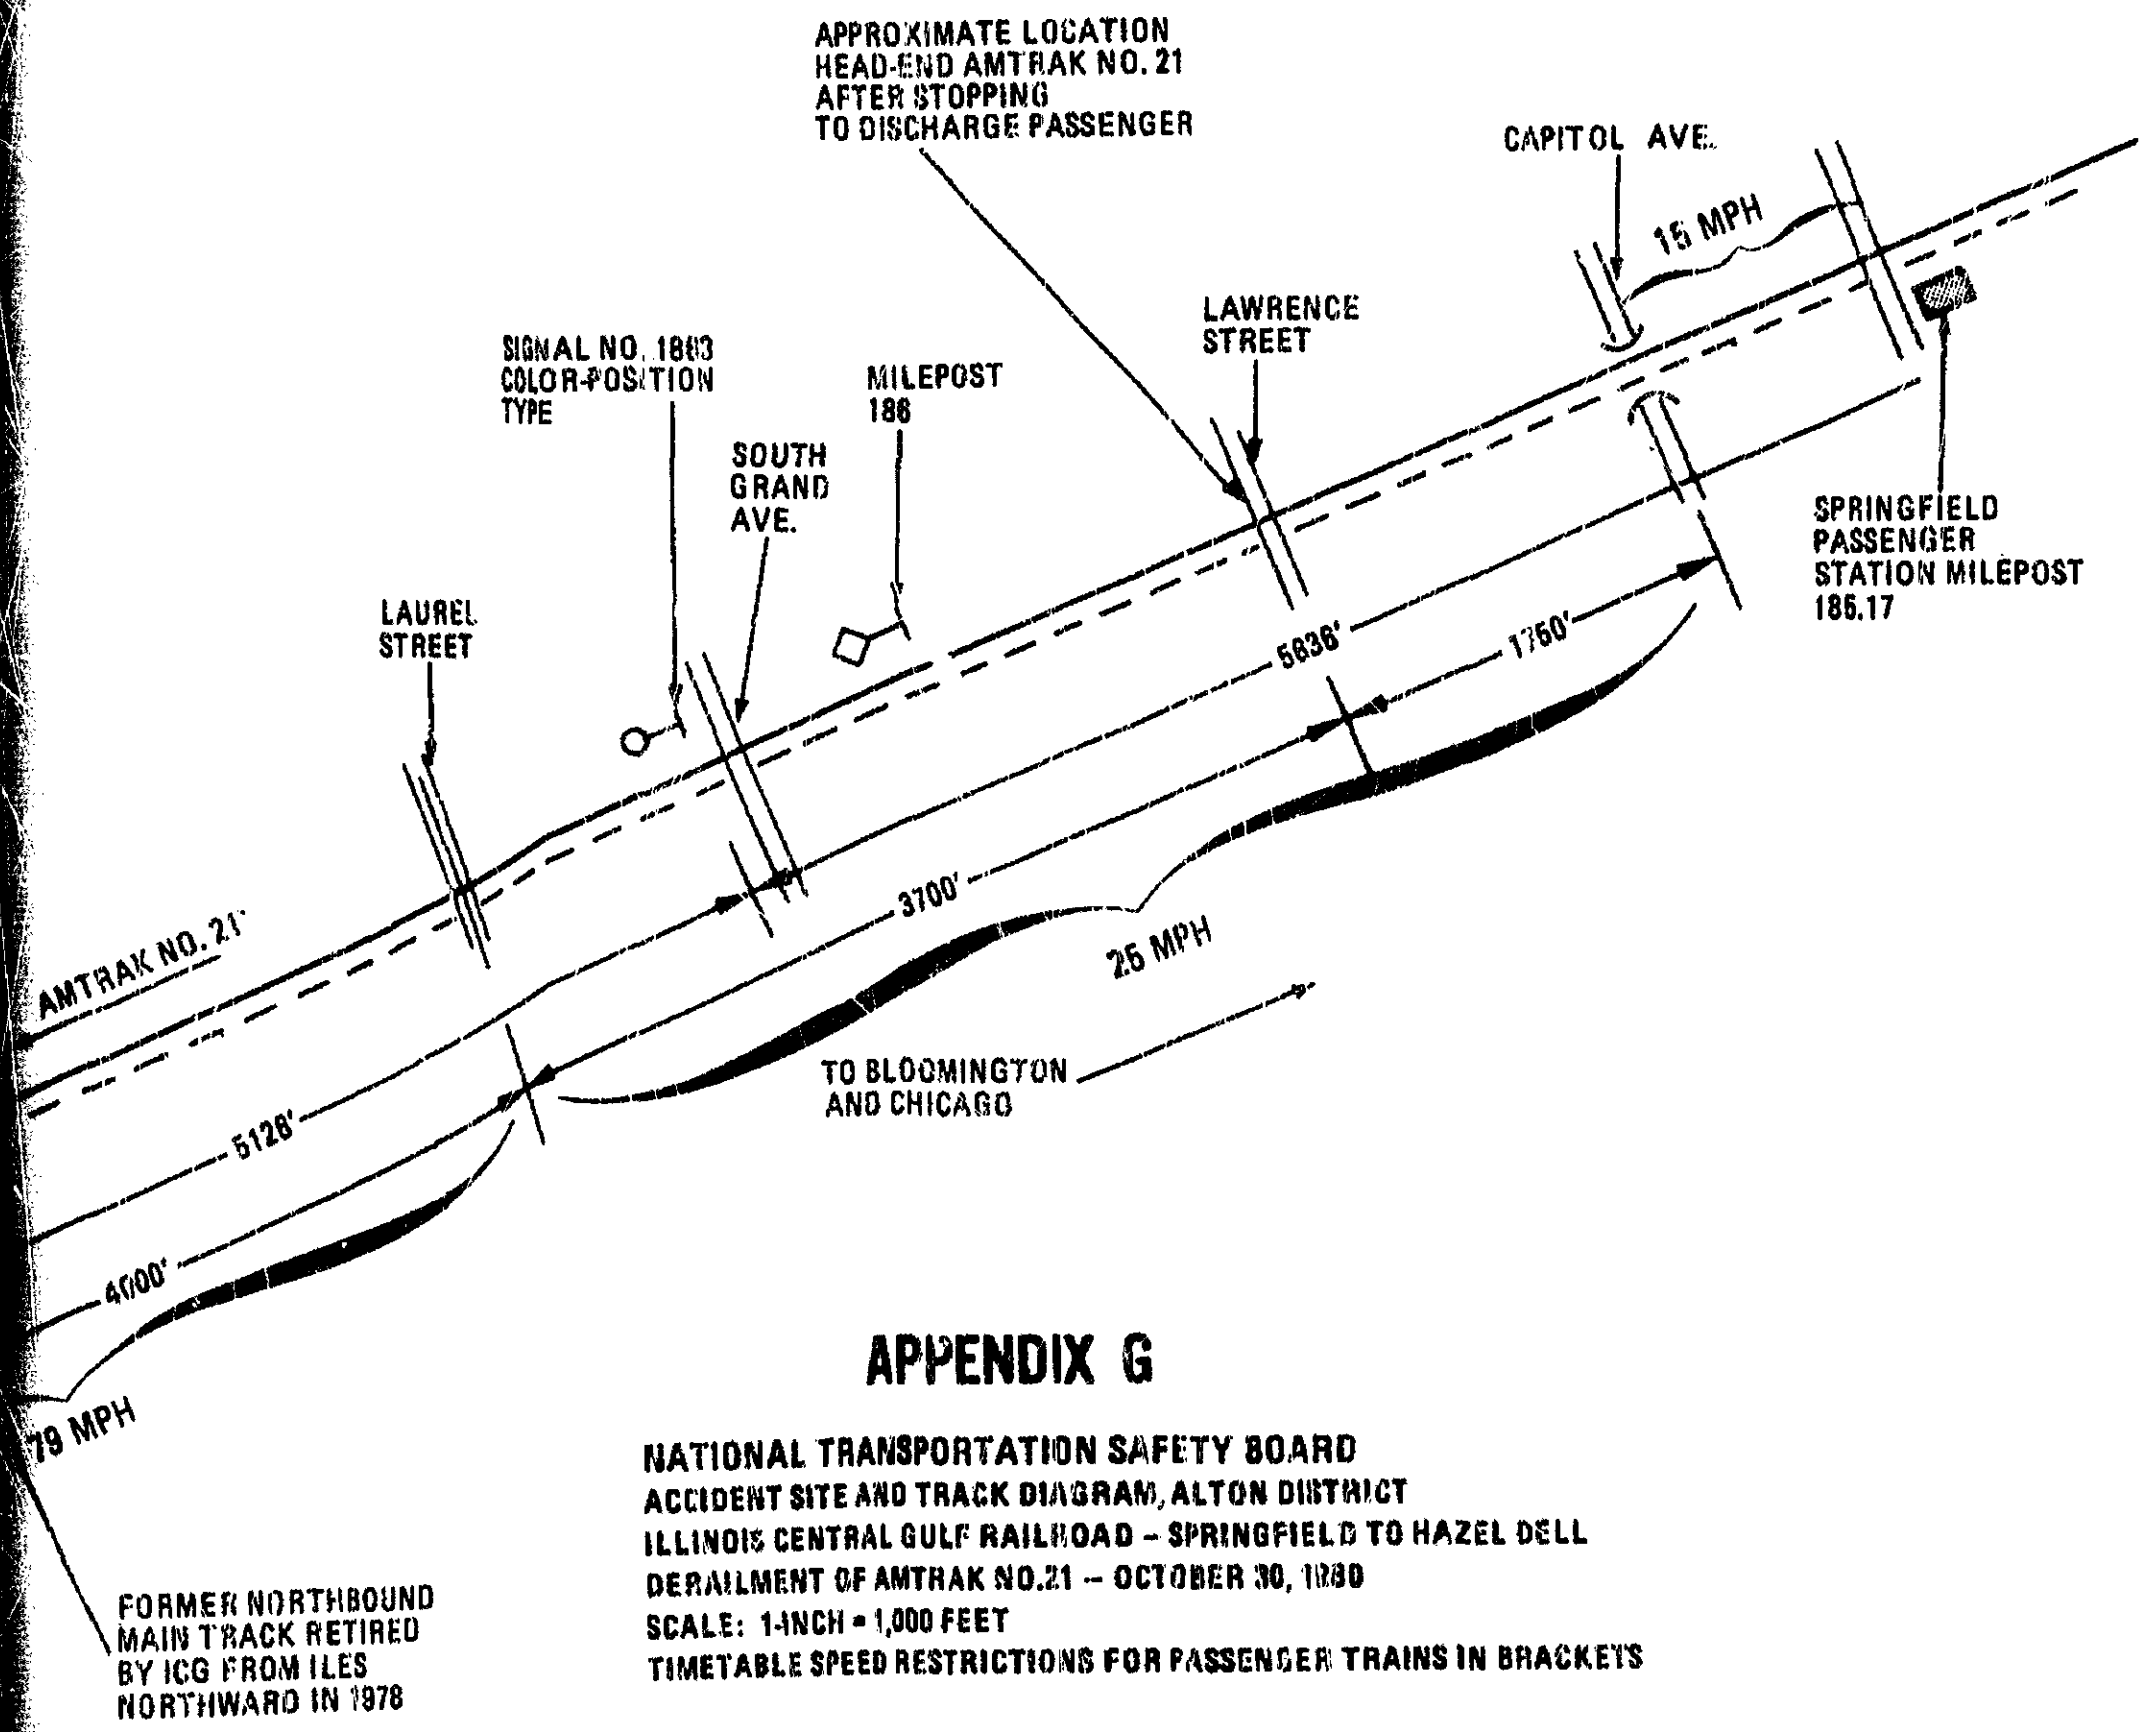 APPROXIMATE LOCATION
HEAD-END AMTRAK NO. 21
AFTER STOPPING
TO DISCHARGE PASSENGER
CAPITOL AVE.
15 MPH
LAWRENCE
STREET
SIGNAL NO. 1863
COLOR-POSITION
TYPE
MILEPOST
186
SOUTH
GRAND
AVE.
SPRINGFIELD
PASSENGER
STATION MILEPOST
185.17
LAUREL
STREET
5636'
1760'
3700'
25 MPH
AMTRAK NO. 21
TO BLOOMINGTON
AND CHICAGO
5128'
4000'
79 MPH
APPENDIX G
NATIONAL TRANSPORTATION SAFETY BOARD
ACCIDENT SITE AND TRACK DIAGRAM, ALTON DISTRICT
ILLINOIS CENTRAL GULF RAILROAD - SPRINGFIELD TO HAZEL DELL
DERAILMENT OF AMTRAK NO.21 - OCTOBER 30, 1980
SCALE: 1-INCH = 1,000 FEET
TIMETABLE SPEED RESTRICTIONS FOR PASSENGER TRAINS IN BRACKETS
FORMER NORTHBOUND
MAIN TRACK RETIRED
BY ICG FROM ILES
NORTHWARD IN 1978